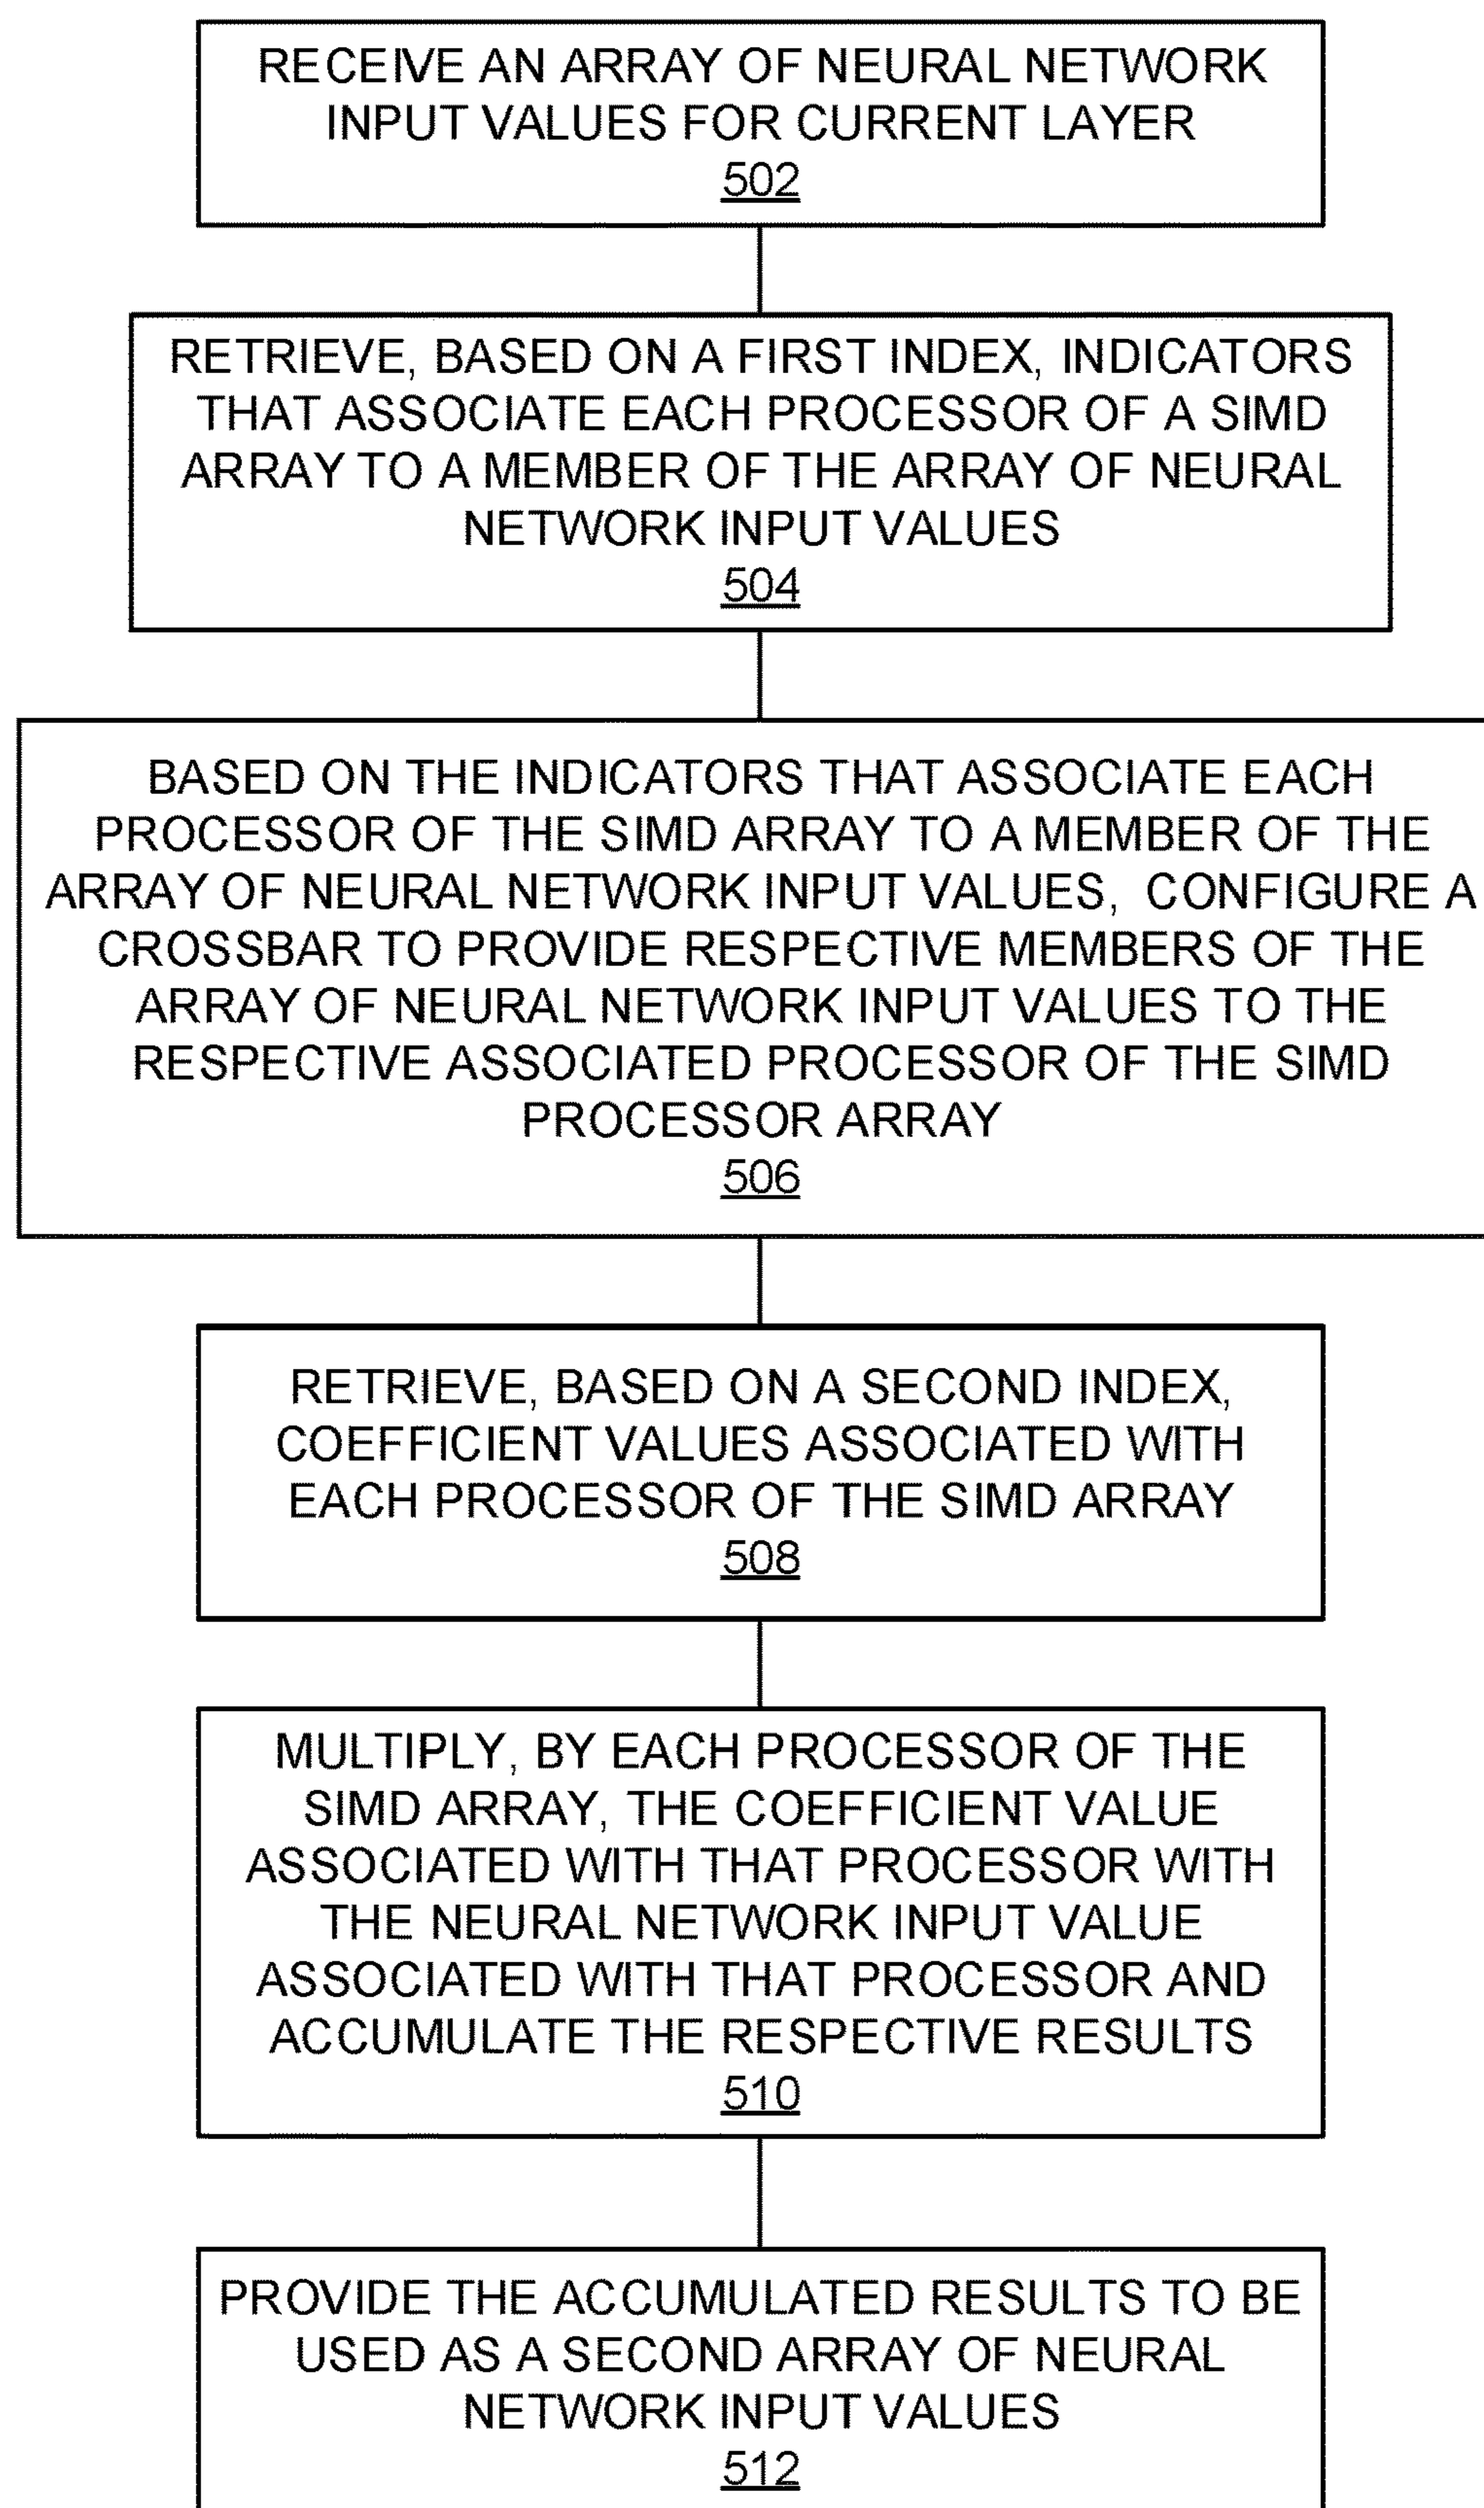 RECEIVE AN ARRAY OF NEURAL NETWORK
INPUT VALUES FOR CURRENT LAYER
502
RETRIEVE, BASED ON A FIRST INDEX, INDICATORS
THAT ASSOCIATE EACH PROCESSOR OF A SIMD
ARRAY TO A MEMBER OF THE ARRAY OF NEURAL
NETWORK INPUT VALUES
504
BASED ON THE INDICATORS THAT ASSOCIATE EACH
PROCESSOR OF THE SIMD ARRAY TO A MEMBER OF THE
ARRAY OF NEURAL NETWORK INPUT VALUES, CONFIGURE A
CROSSBAR TO PROVIDE RESPECTIVE MEMBERS OF THE
ARRAY OF NEURAL NETWORK INPUT VALUES TO THE
RESPECTIVE ASSOCIATED PROCESSOR OF THE SIMD
PROCESSOR ARRAY
506
RETRIEVE, BASED ON A SECOND INDEX,
COEFFICIENT VALUES ASSOCIATED WITH
EACH PROCESSOR OF THE SIMD ARRAY
508
MULTIPLY, BY EACH PROCESSOR OF THE
SIMD ARRAY, THE COEFFICIENT VALUE
ASSOCIATED WITH THAT PROCESSOR WITH
THE NEURAL NETWORK INPUT VALUE
ASSOCIATED WITH THAT PROCESSOR AND
ACCUMULATE THE RESPECTIVE RESULTS
510
PROVIDE THE ACCUMULATED RESULTS TO BE
USED AS A SECOND ARRAY OF NEURAL
NETWORK INPUT VALUES
512